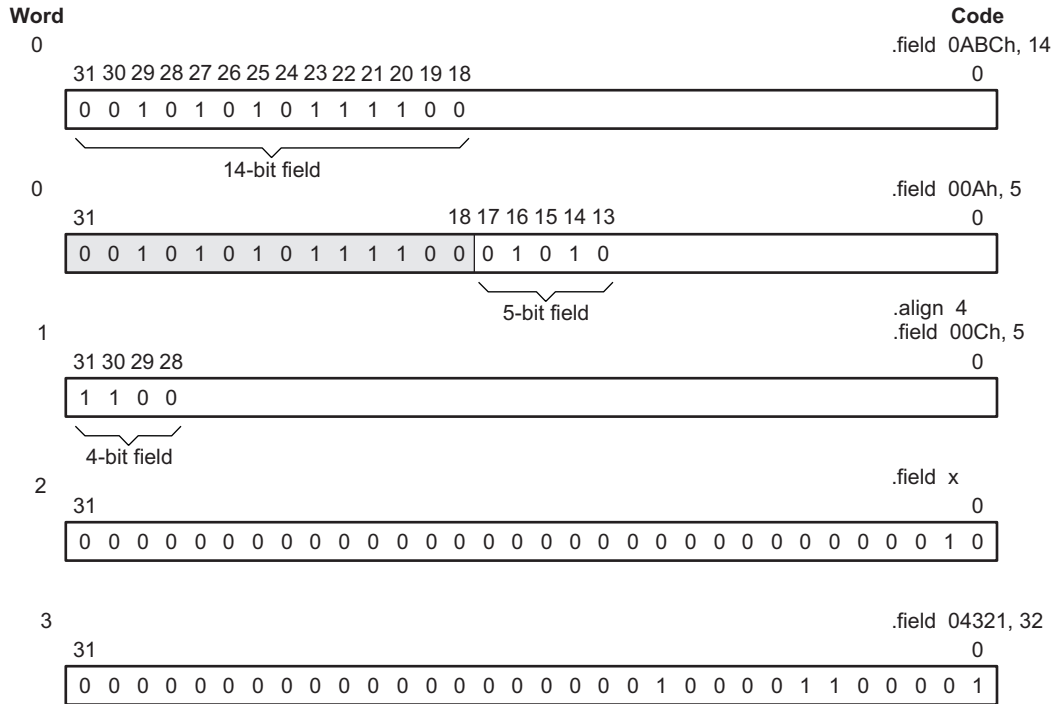 Word Code
0 .field 0ABCh, 14
31 30 29 28 27 26 25 24 23 22 21 20 19 18 0
0 0 1 0 1 0 1 0 1 1 1 1 0 0
14-bit field
0 .field 00Ah, 5
31 18 17 16 15 14 13 0
0 0 1 0 1 0 1 0 1 1 1 1 0 0 0 1 0 1 0
5-bit field
.align 4
1 .field 00Ch, 5
31 30 29 28 0
1 1 0 0
4-bit field
2 .field x
31 0
0 0 0 0 0 0 0 0 0 0 0 0 0 0 0 0 0 0 0 0 0 0 0 0 0 0 0 0 0 0 1 0
3 .field 04321, 32
31 0
0 0 0 0 0 0 0 0 0 0 0 0 0 0 0 0 0 0 0 0 1 0 0 0 0 1 1 0 0 0 0 1